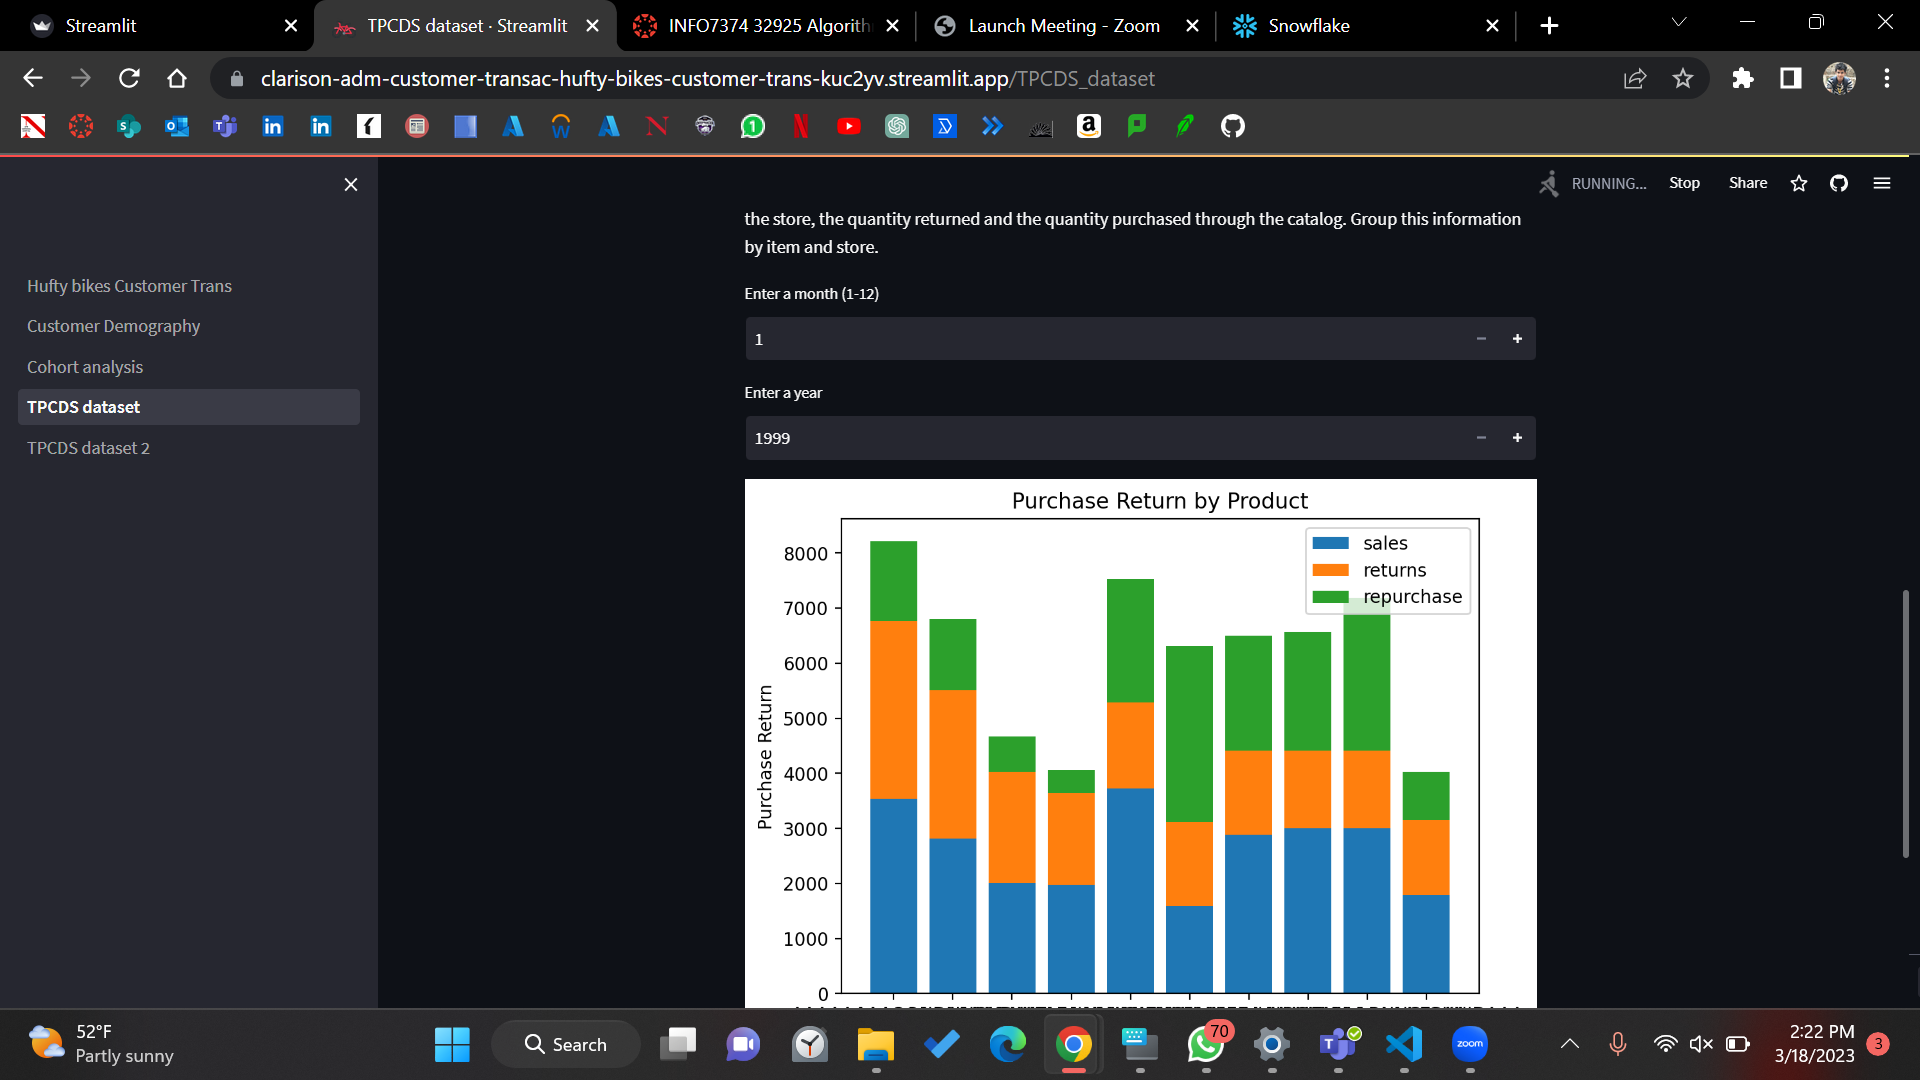 Streamlit
TPCDS dataset · Streamlit
INFO7374 32925 Algorith
Launch Meeting - Zoom
Snowflake
clarison-adm-customer-transac-hufty-bikes-customer-trans-kuc2yv.streamlit.app/TPCDS_dataset
RUNNING...
Stop
Share
Hufty bikes Customer Trans
Customer Demography
Cohort analysis
TPCDS dataset
TPCDS dataset 2
the store, the quantity returned and the quantity purchased through the catalog. Group this information
by item and store.
Enter a month (1-12)
1
Enter a year
1999
Purchase Return by Product
sales
returns
repurchase
Purchase Return
8000
7000
6000
5000
4000
3000
2000
1000
0
52°F
Partly sunny
Search
70
zoom
2:22 PM
3/18/2023
3